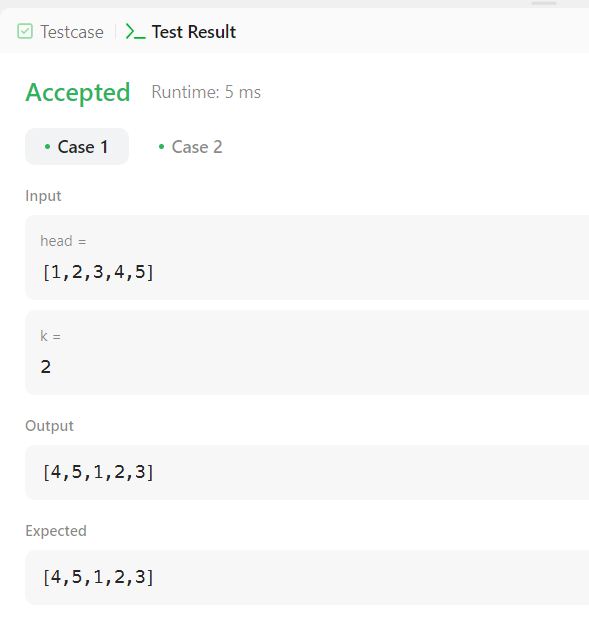 Testcase Test Result
Accepted Runtime: 5 ms
Case 1 Case 2
Input
head =
[1,2,3,4,5]
k =
2
Output
[4,5,1,2,3]
Expected
[4,5,1,2,3]